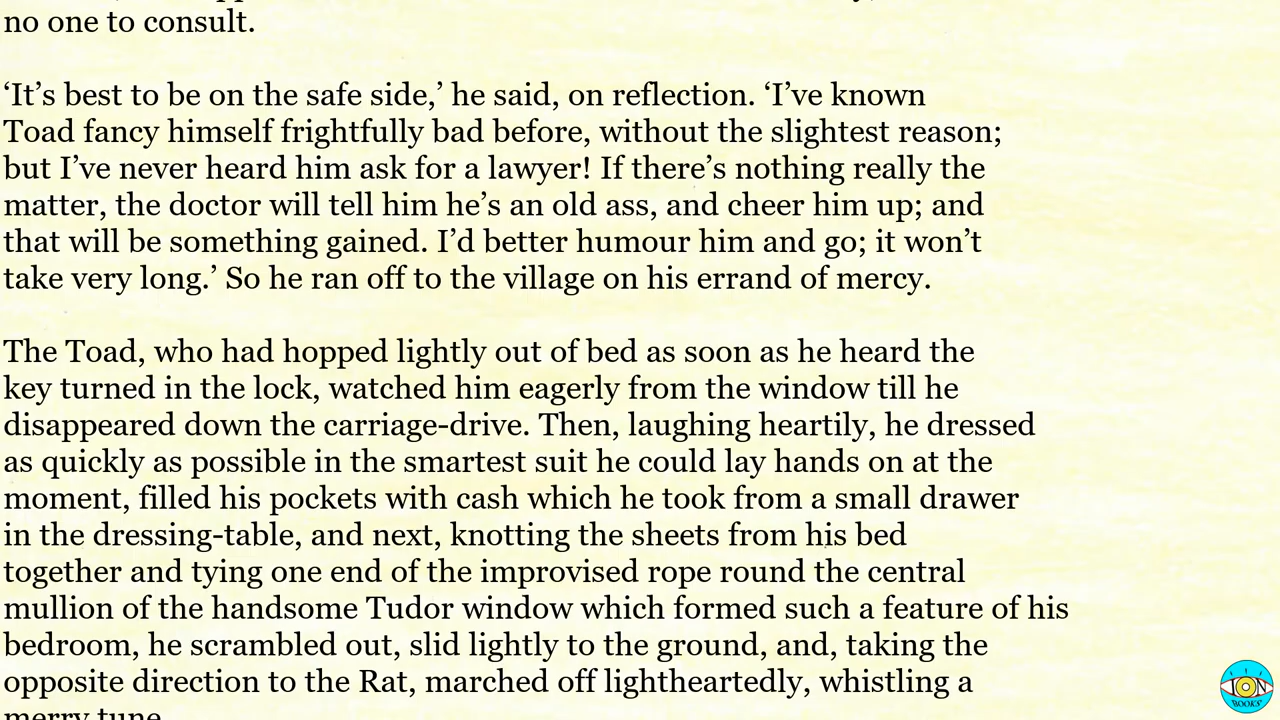 no one to consult.
‘It’s best to be on the safe side,’ he said, on reflection. ‘I’ve known
Toad fancy himself frightfully bad before, without the slightest reason;
but I’ve never heard him ask for a lawyer! If there’s nothing really the
matter, the doctor will tell him he’s an old ass, and cheer him up; and
that will be something gained. I’d better humour him and go; it won’t
take very long.’ So he ran off to the village on his errand of mercy.
The Toad, who had hopped lightly out of bed as soon as he heard the
key turned in the lock, watched him eagerly from the window till he
disappeared down the carriage-drive. Then, laughing heartily, he dressed
as quickly as possible in the smartest suit he could lay hands on at the
moment, filled his pockets with cash which he took from a small drawer
in the dressing-table, and next, knotting the sheets from his bed
together and tying one end of the improvised rope round the central
mullion of the handsome Tudor window which formed such a feature of his
bedroom, he scrambled out, slid lightly to the ground, and, taking the
opposite direction to the Rat, marched off lightheartedly, whistling a
merry tune.
ION
BOOKS